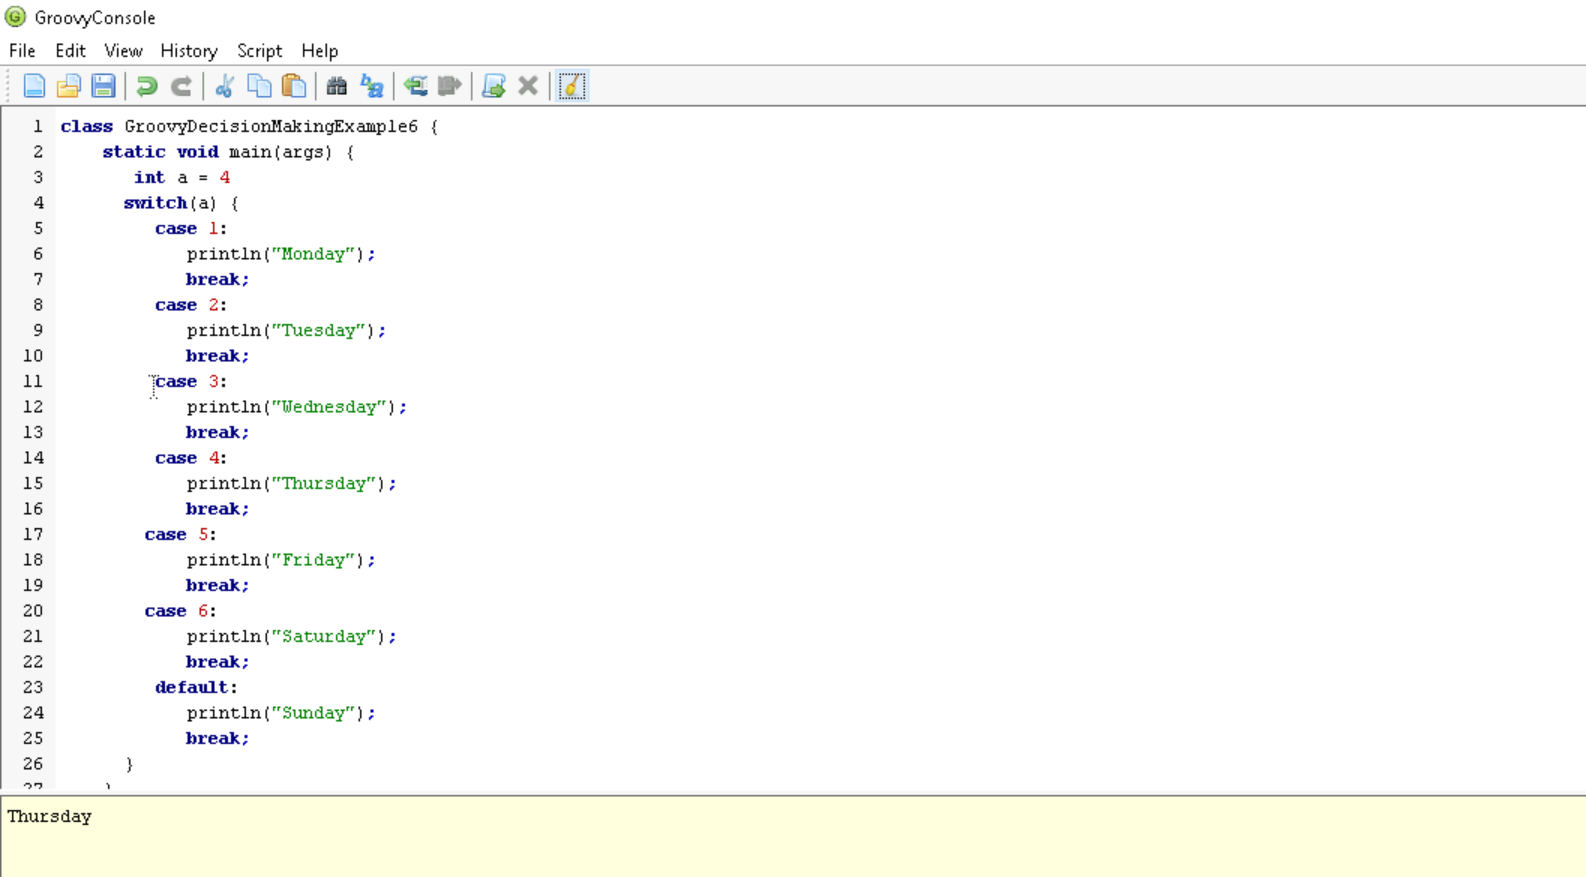 GroovyConsole
File Edit View History Script Help
1 class GroovyDecisionMakingExample6 {
2 static void main(args) {
3 int a = 4
4 switch(a) {
5 case 1:
6 println("Monday");
7 break;
8 case 2:
9 println("Tuesday");
10 break;
11 case 3:
12 println("Wednesday");
13 break;
14 case 4:
15 println("Thursday");
16 break;
17 case 5:
18 println("Friday");
19 break;
20 case 6:
21 println("Saturday");
22 break;
23 default:
24 println("Sunday");
25 break;
26 }
27 }
Thursday